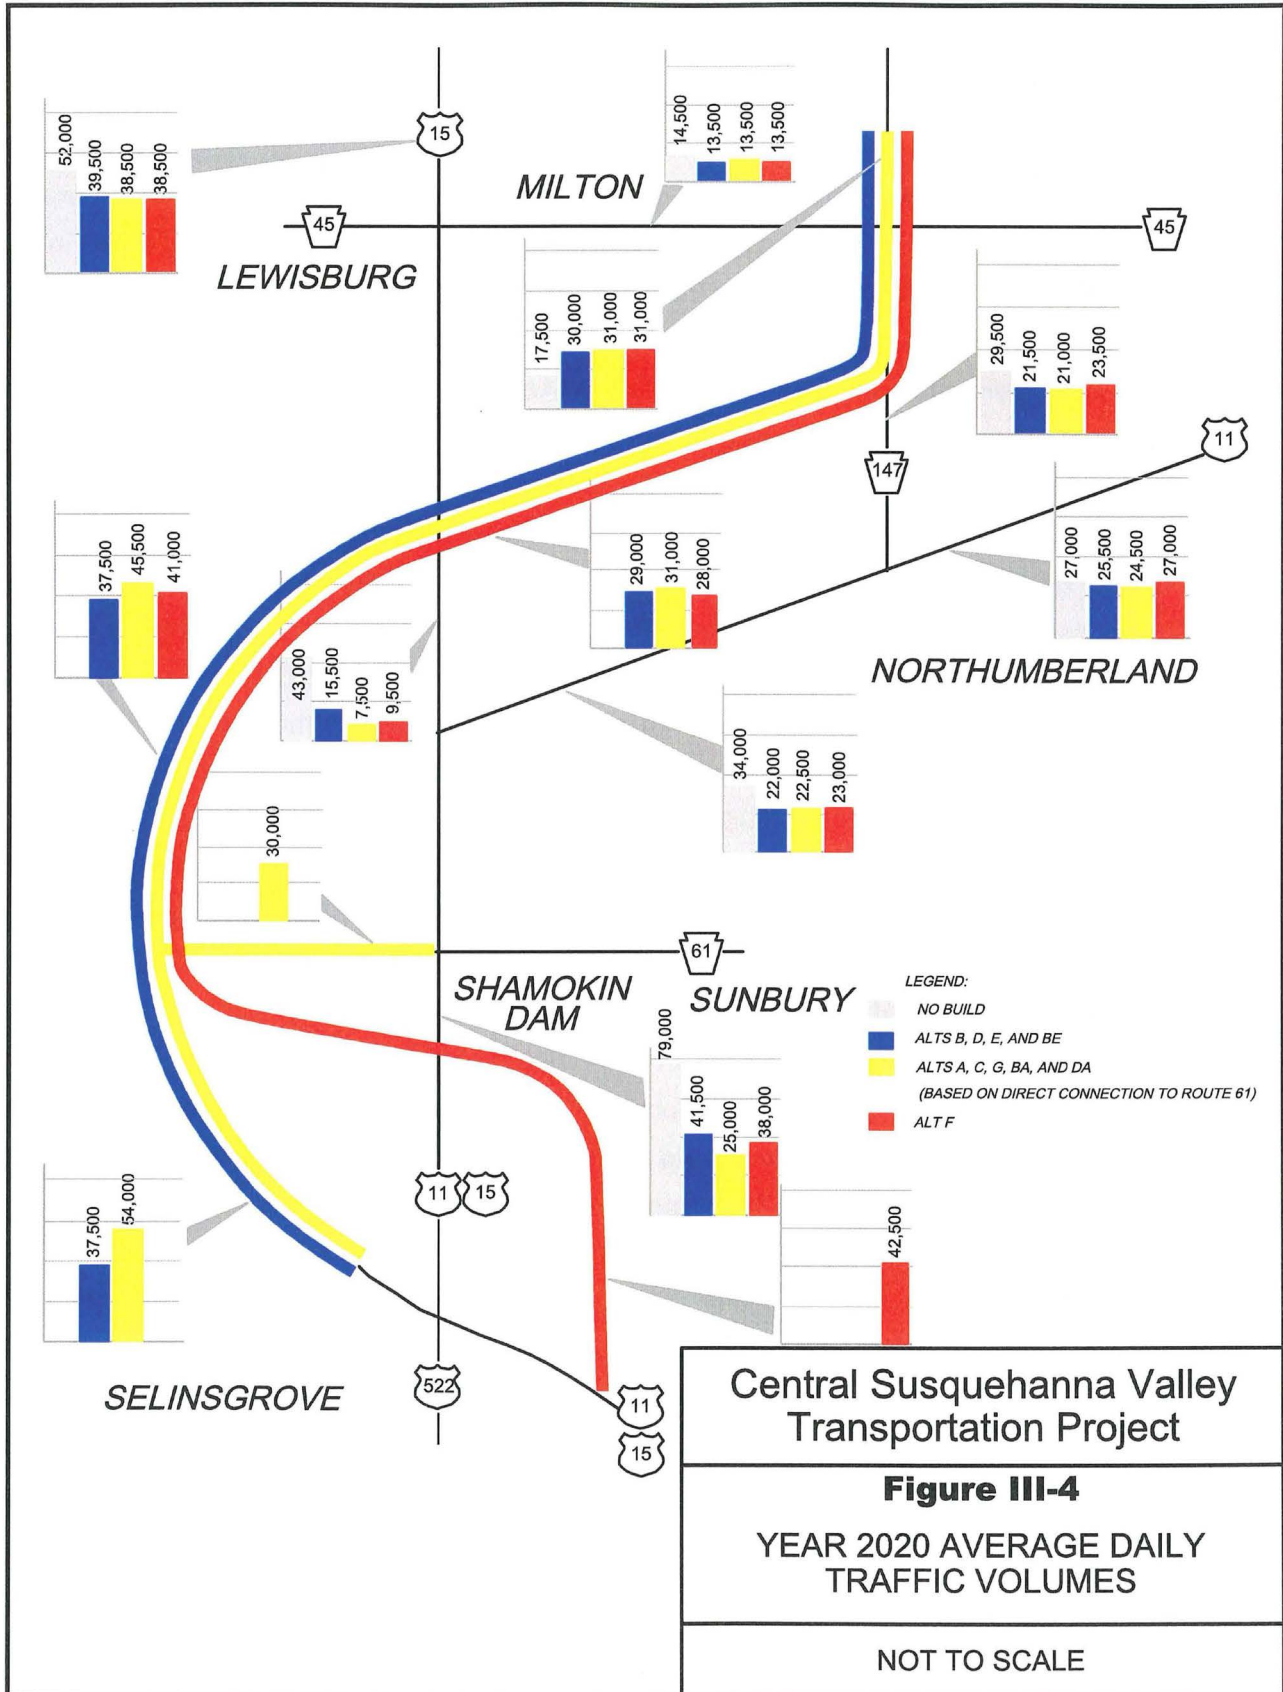 52,000
39,500
38,500
38,500
15
14,500
13,500
13,500
13,500
MILTON
45
45
LEWISBURG
17,500
30,000
31,000
31,000
29,500
21,500
21,000
23,500
11
147
27,000
25,500
24,500
27,000
37,500
45,500
41,000
29,000
31,000
28,000
NORTHUMBERLAND
43,000
15,500
7,500
9,500
34,000
22,000
22,500
23,000
30,000
61
SHAMOKIN
DAM
SUNBURY
LEGEND:
NO BUILD
ALTS B, D, E, AND BE
ALTS A, C, G, BA, AND DA
(BASED ON DIRECT CONNECTION TO ROUTE 61)
ALT F
79,000
41,500
25,000
38,000
11
15
37,500
54,000
42,500
SELINSGROVE
522
11
15
Central Susquehanna Valley
Transportation Project
Figure III-4
YEAR 2020 AVERAGE DAILY
TRAFFIC VOLUMES
NOT TO SCALE